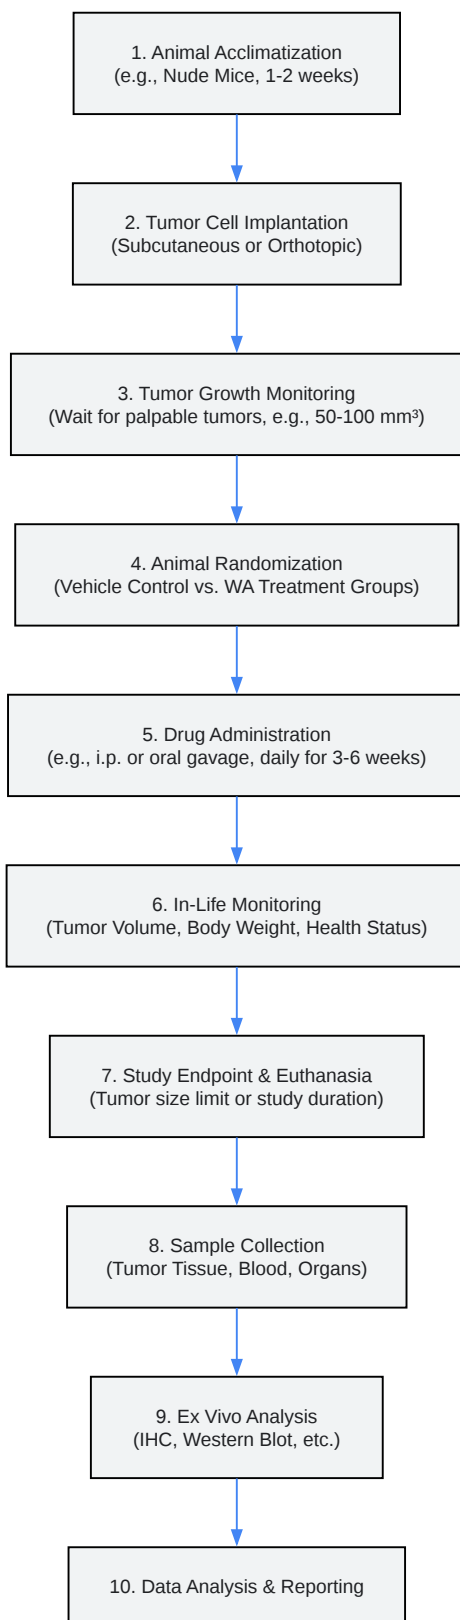 1. Animal Acclimatization
(e.g., Nude Mice, 1-2 weeks)
2. Tumor Cell Implantation
(Subcutaneous or Orthotopic)
3. Tumor Growth Monitoring
(Wait for palpable tumors, e.g., 50-100 mm³)
4. Animal Randomization
(Vehicle Control vs. WA Treatment Groups)
5. Drug Administration
(e.g., i.p. or oral gavage, daily for 3-6 weeks)
6. In-Life Monitoring
(Tumor Volume, Body Weight, Health Status)
7. Study Endpoint & Euthanasia
(Tumor size limit or study duration)
8. Sample Collection
(Tumor Tissue, Blood, Organs)
9. Ex Vivo Analysis
(IHC, Western Blot, etc.)
10. Data Analysis & Reporting